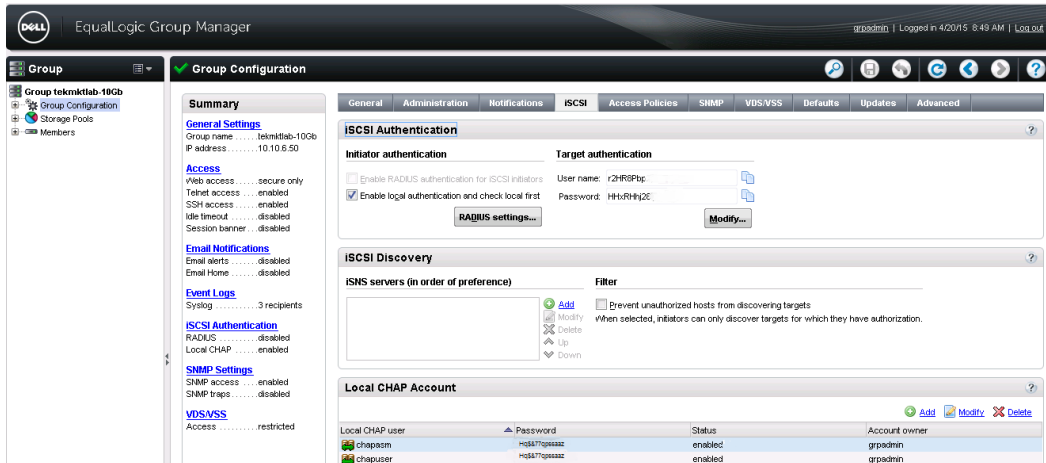 DELL EqualLogic Group Manager
grpadmin | Logged in 4/20/15 8:49 AM | Log out
Group
Group tekmktlab-10Gb
Group Configuration
Storage Pools
Members
Group Configuration
Summary
General Settings
Group name ......tekmktlab-10Gb
IP address........10.10.6.50
Access
Web access......secure only
Telnet access ....enabled
SSH access.......enabled
Idle timeout .......disabled
Session banner...disabled
Email Notifications
Email alerts .......disabled
Email Home .......disabled
Event Logs
Syslog ...........3 recipients
iSCSI Authentication
RADIUS ..........disabled
Local CHAP ......enabled
SNMP Settings
SNMP access ....enabled
SNMP traps.......disabled
VDS/VSS
Access ..........restricted
General Administration Notifications iSCSI Access Policies SNMP VDS/VSS Defaults Updates Advanced
iSCSI Authentication
Initiator authentication
Enable RADIUS authentication for iSCSI initiators
Enable local authentication and check local first
RADIUS settings...
Target authentication
User name: r2HR8Pbp
Password: HHxRHhj2E
Modify...
iSCSI Discovery
iSNS servers (in order of preference)
Add
Modify
Delete
Up
Down
Filter
Prevent unauthorized hosts from discovering targets
When selected, initiators can only discover targets for which they have authorization.
Local CHAP Account
Add Modify Delete
Local CHAP user Password Status Account owner
chapasm enabled grpadmin
chapuser enabled grpadmin